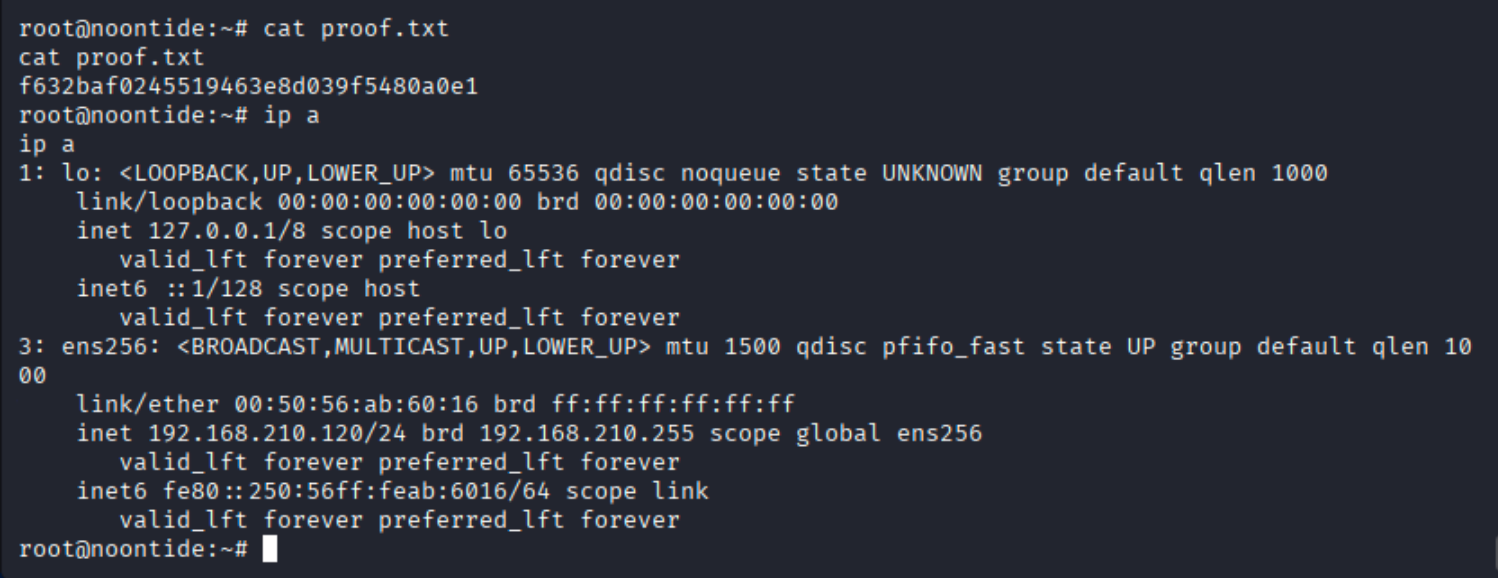 root@noontide:~# cat proof.txt
cat proof.txt
f632baf0245519463e8d039f5480a0e1
root@noontide:~# ip a
ip a
1: lo: <LOOPBACK,UP,LOWER_UP> mtu 65536 qdisc noqueue state UNKNOWN group default qlen 1000
    link/loopback 00:00:00:00:00:00 brd 00:00:00:00:00:00
    inet 127.0.0.1/8 scope host lo
       valid_lft forever preferred_lft forever
    inet6 ::1/128 scope host
       valid_lft forever preferred_lft forever
3: ens256: <BROADCAST,MULTICAST,UP,LOWER_UP> mtu 1500 qdisc pfifo_fast state UP group default qlen 10
00
    link/ether 00:50:56:ab:60:16 brd ff:ff:ff:ff:ff:ff
    inet 192.168.210.120/24 brd 192.168.210.255 scope global ens256
       valid_lft forever preferred_lft forever
    inet6 fe80::250:56ff:feab:6016/64 scope link
       valid_lft forever preferred_lft forever
root@noontide:~#